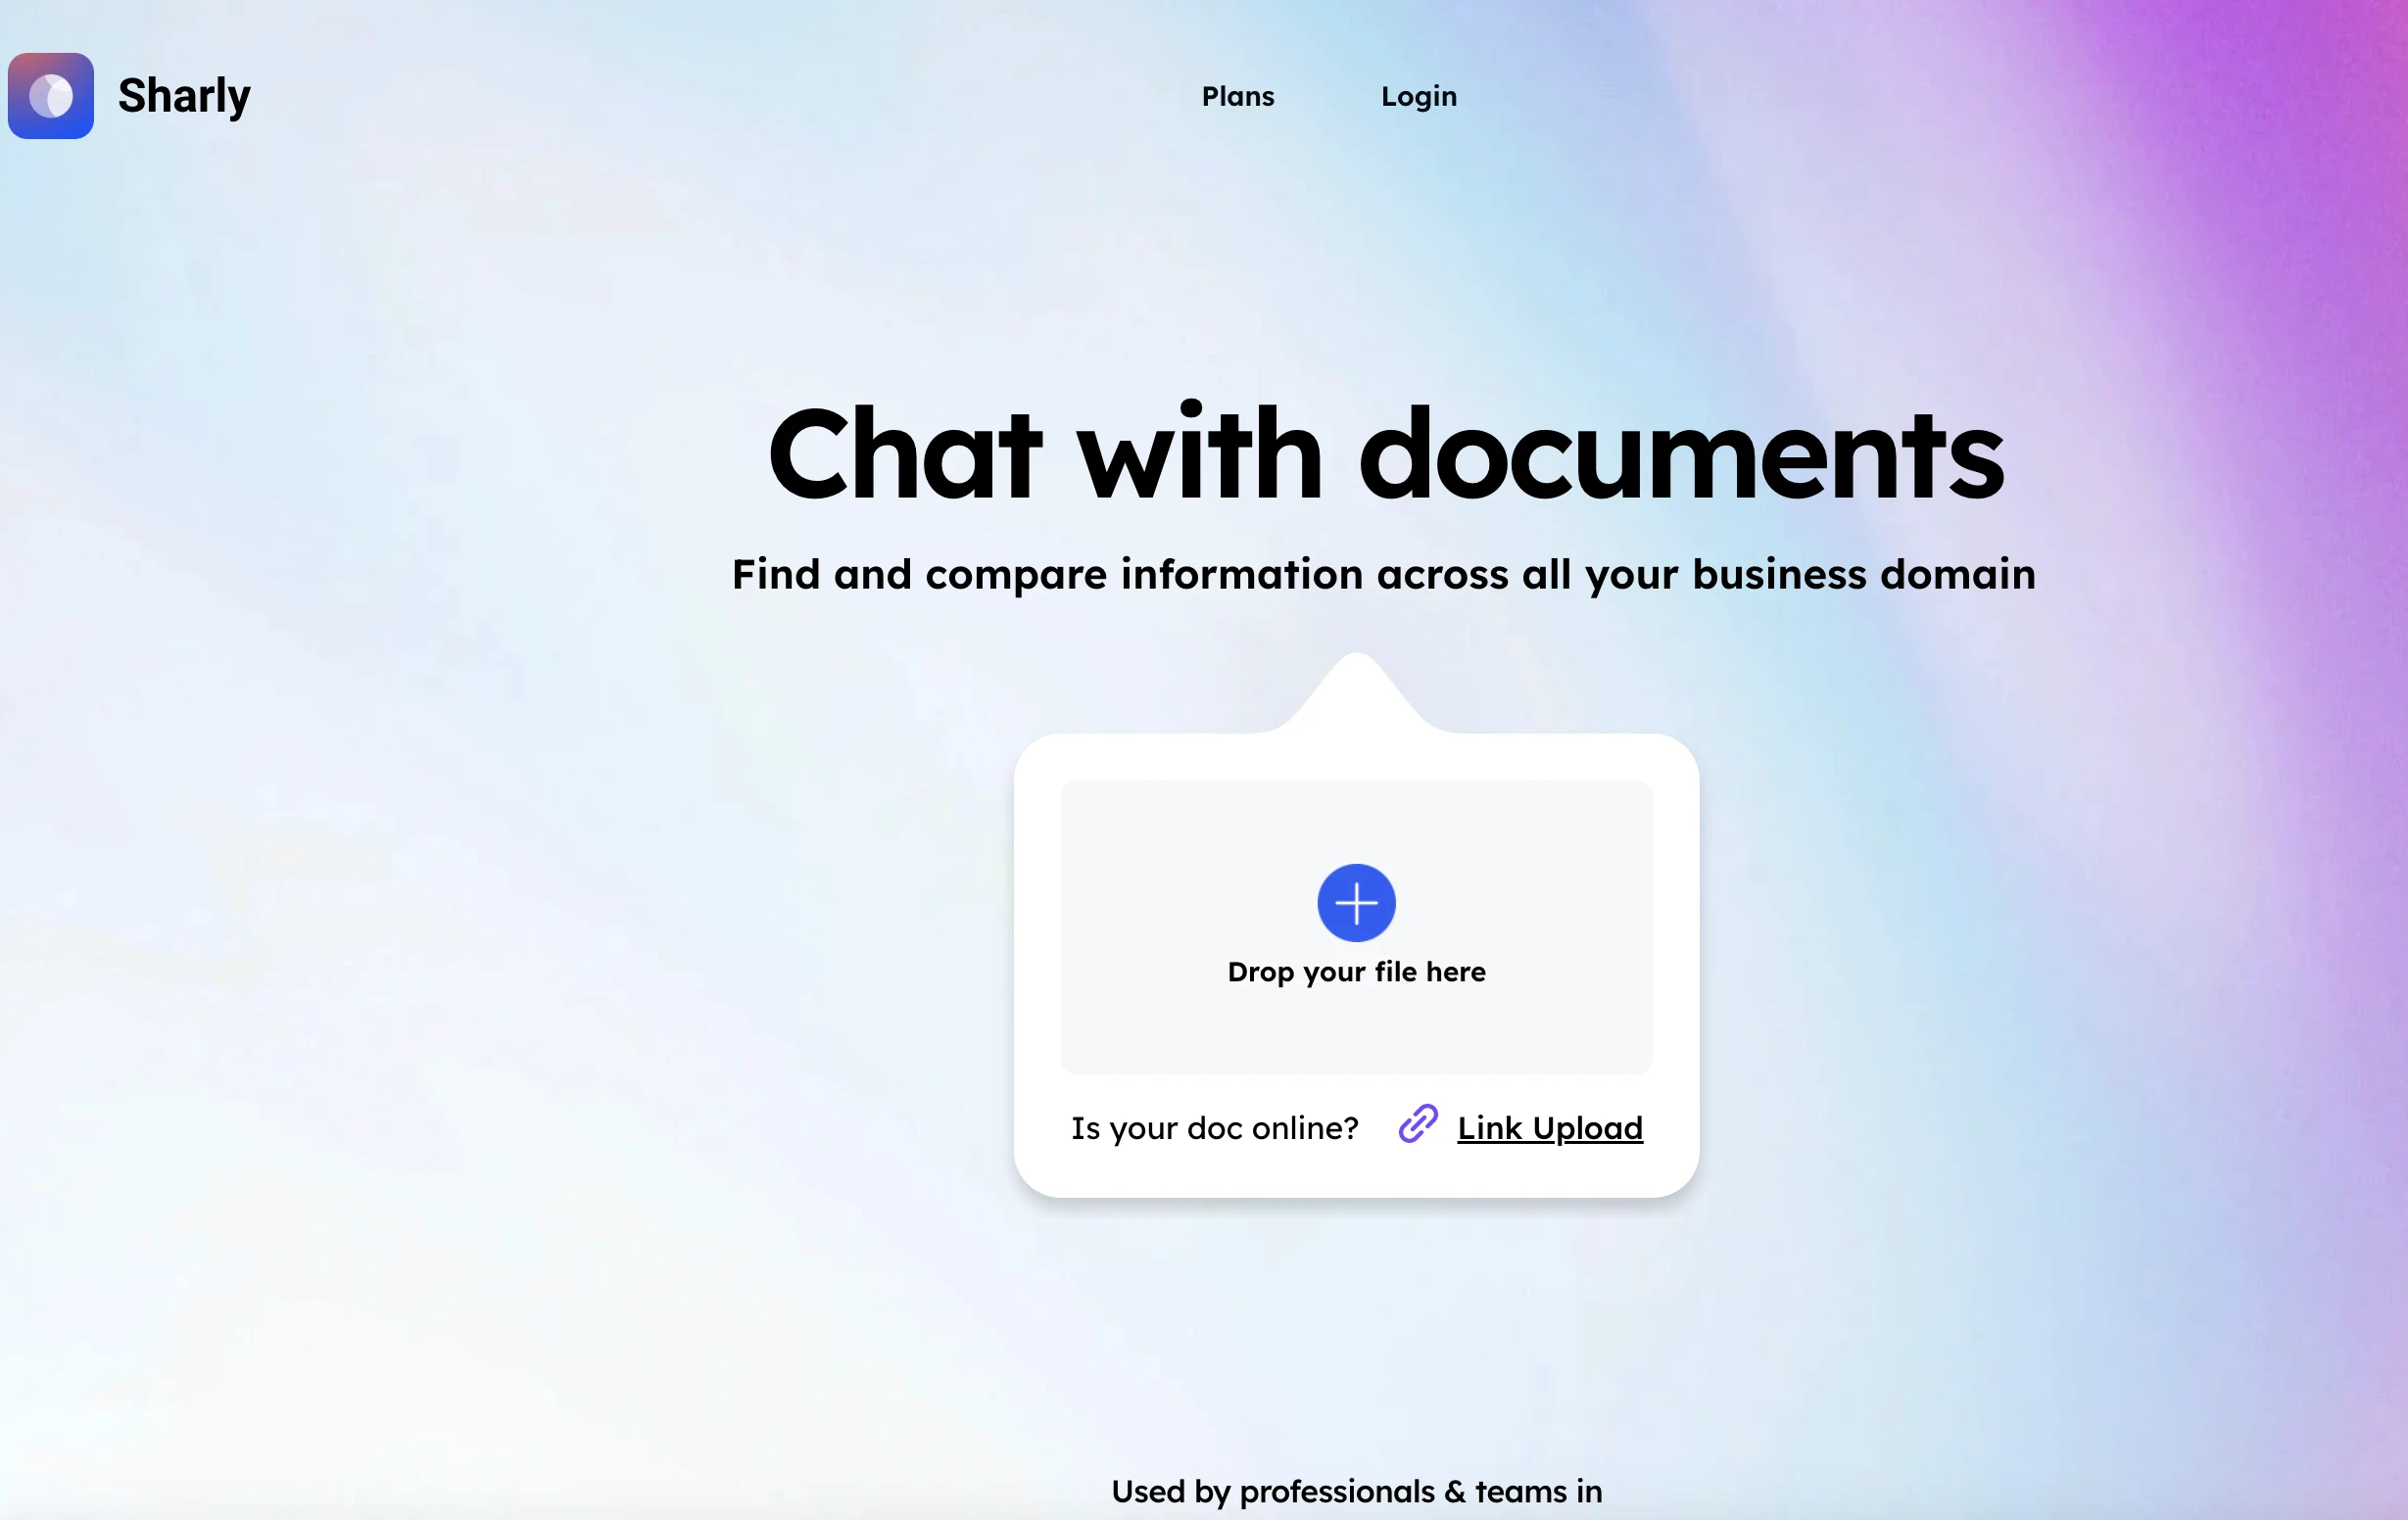 Sharly
Plans
Login
Chat with documents
Find and compare information across all your business domain
Drop your file here
Is your doc online?
Link Upload
Used by professionals & teams in